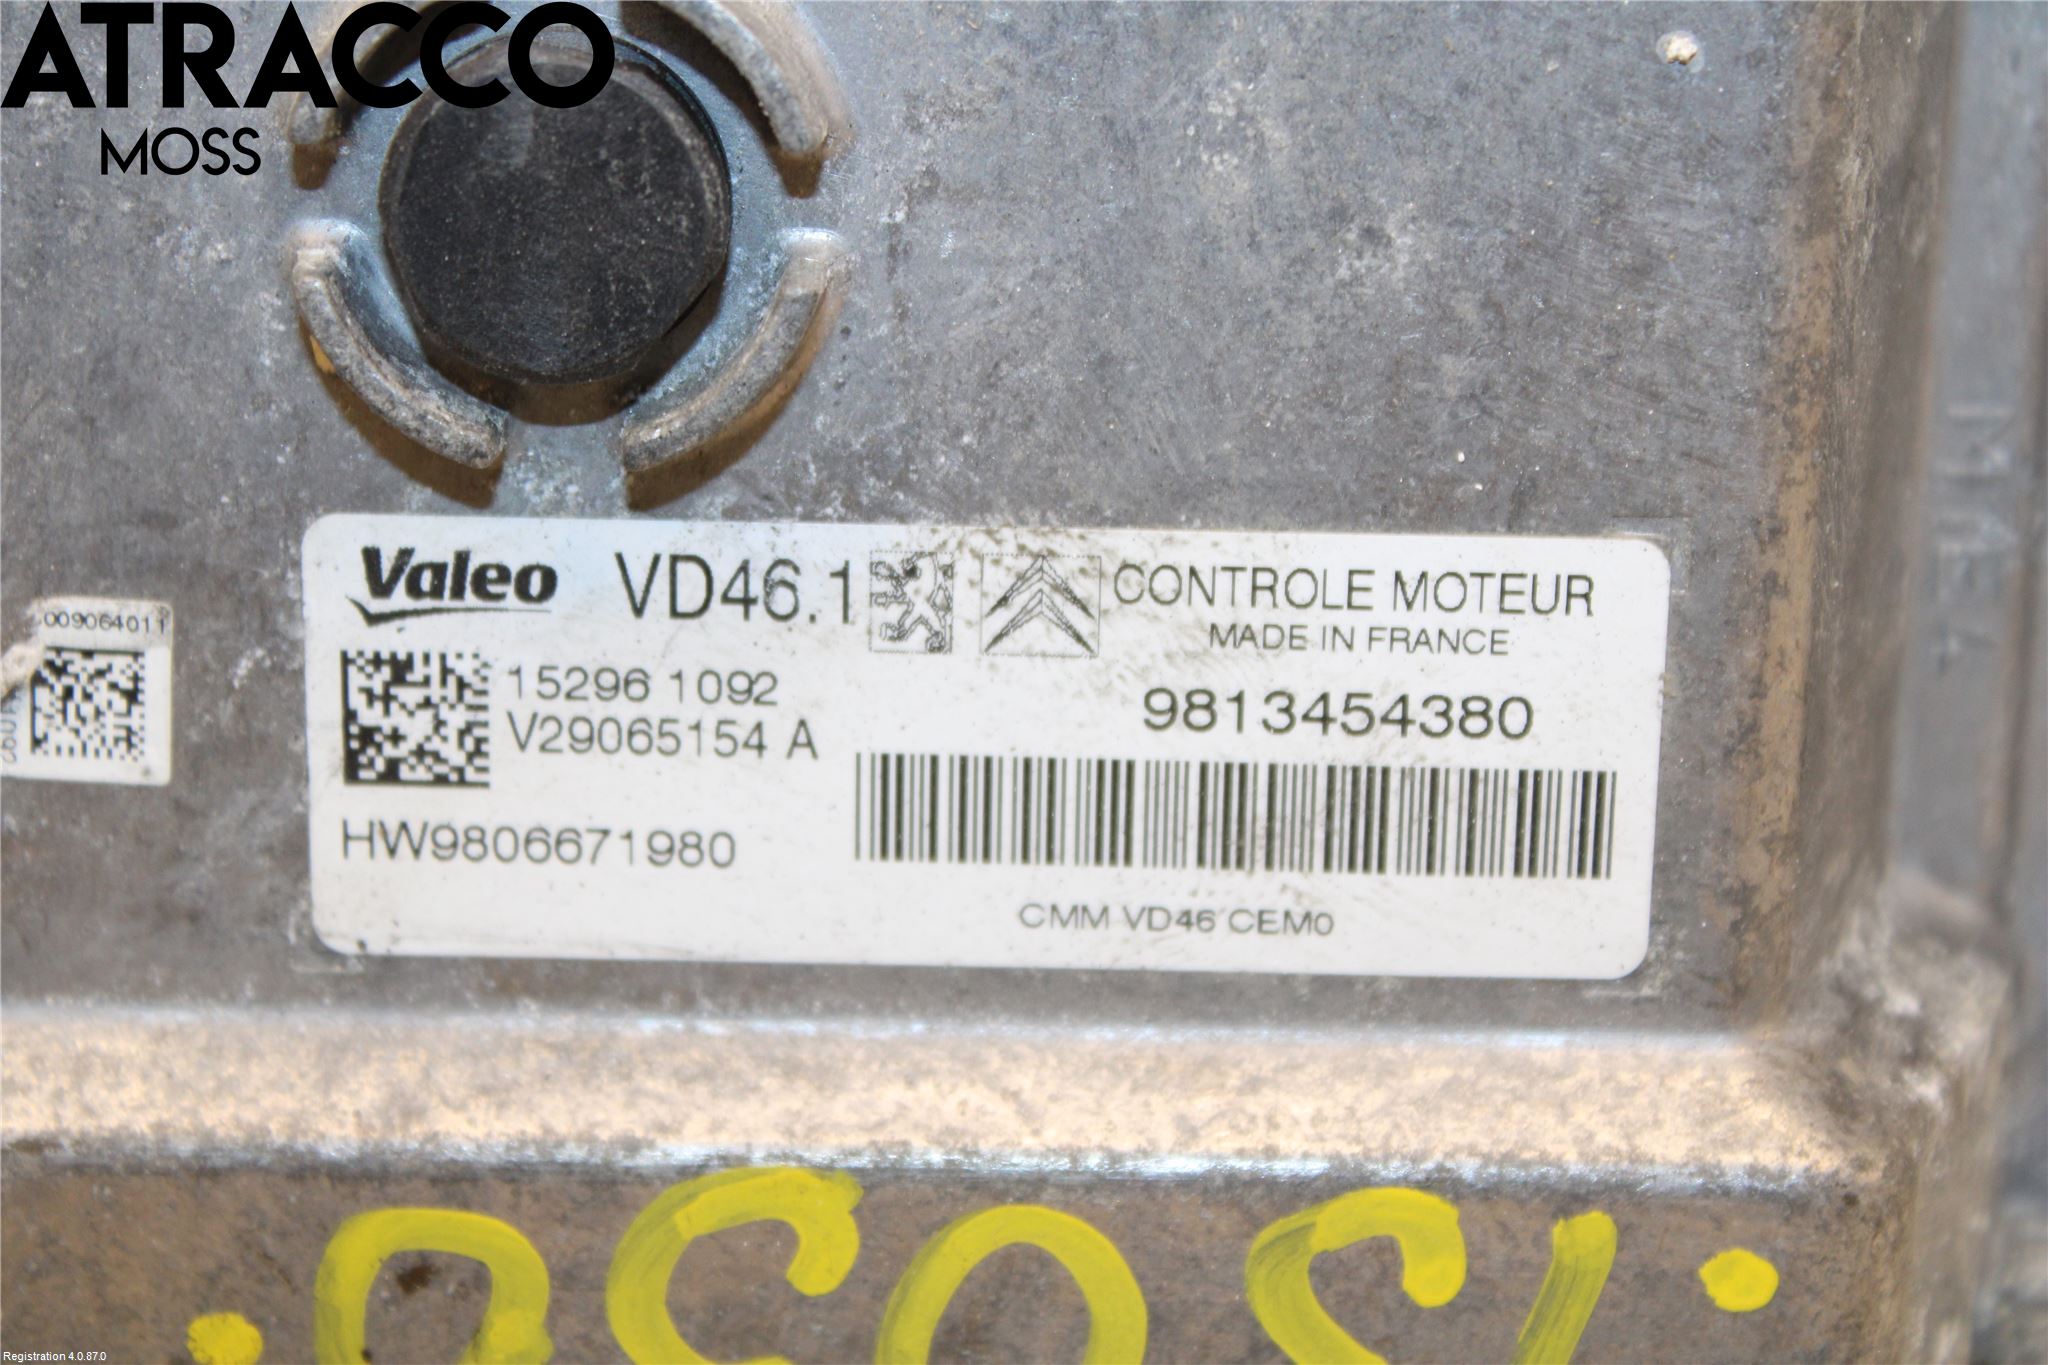 ATRACCO
MOSS
Valeo VD46.1 CONTROLE MOTEUR
MADE IN FRANCE
15296 1092
V29065154 A
9813454380
HW9806671980
CMM VD46 CEM0
Registration 4.0.87.0